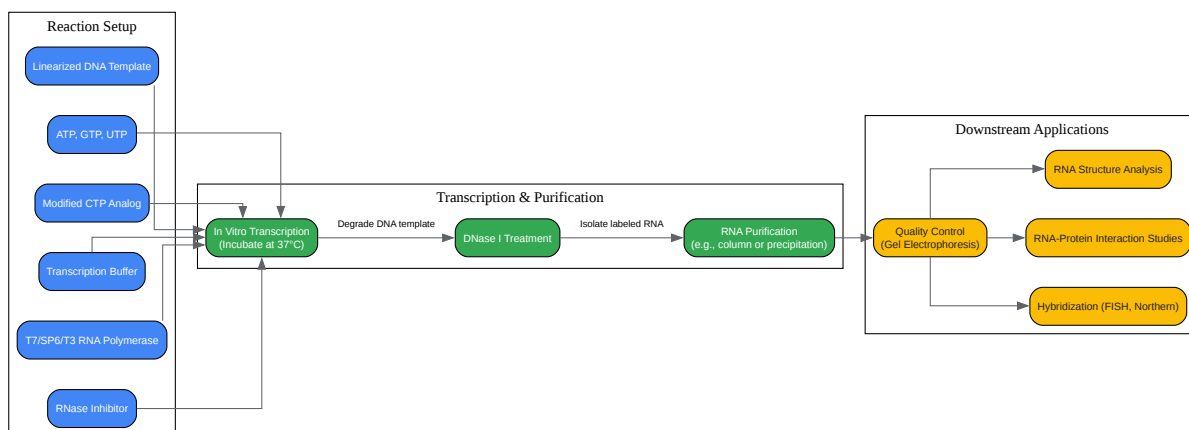 Reaction Setup
Linearized DNA Template
ATP, GTP, UTP
Modified CTP Analog
Transcription Buffer
T7/SP6/T3 RNA Polymerase
RNase Inhibitor
Transcription & Purification
In Vitro Transcription
(Incubate at 37°C)
Degrade DNA template
DNase I Treatment
Isolate labeled RNA
RNA Purification
(e.g., column or precipitation)
Downstream Applications
Quality Control
(Gel Electrophoresis)
RNA Structure Analysis
RNA-Protein Interaction Studies
Hybridization (FISH, Northern)